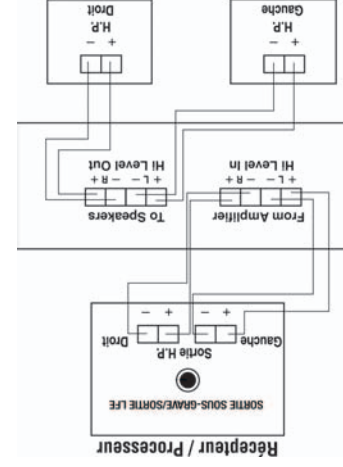 Récepteur / Processeur
SORTIE SOUS-GRAVE/SORTIE LFE
Gauche Sortie H.P. Droit
+ − + −
From Amplifier To Speakers
+ L − − R + + L − − R +
Hi Level In Hi Level Out
+ − + −
H.P. H.P.
Gauche Droit